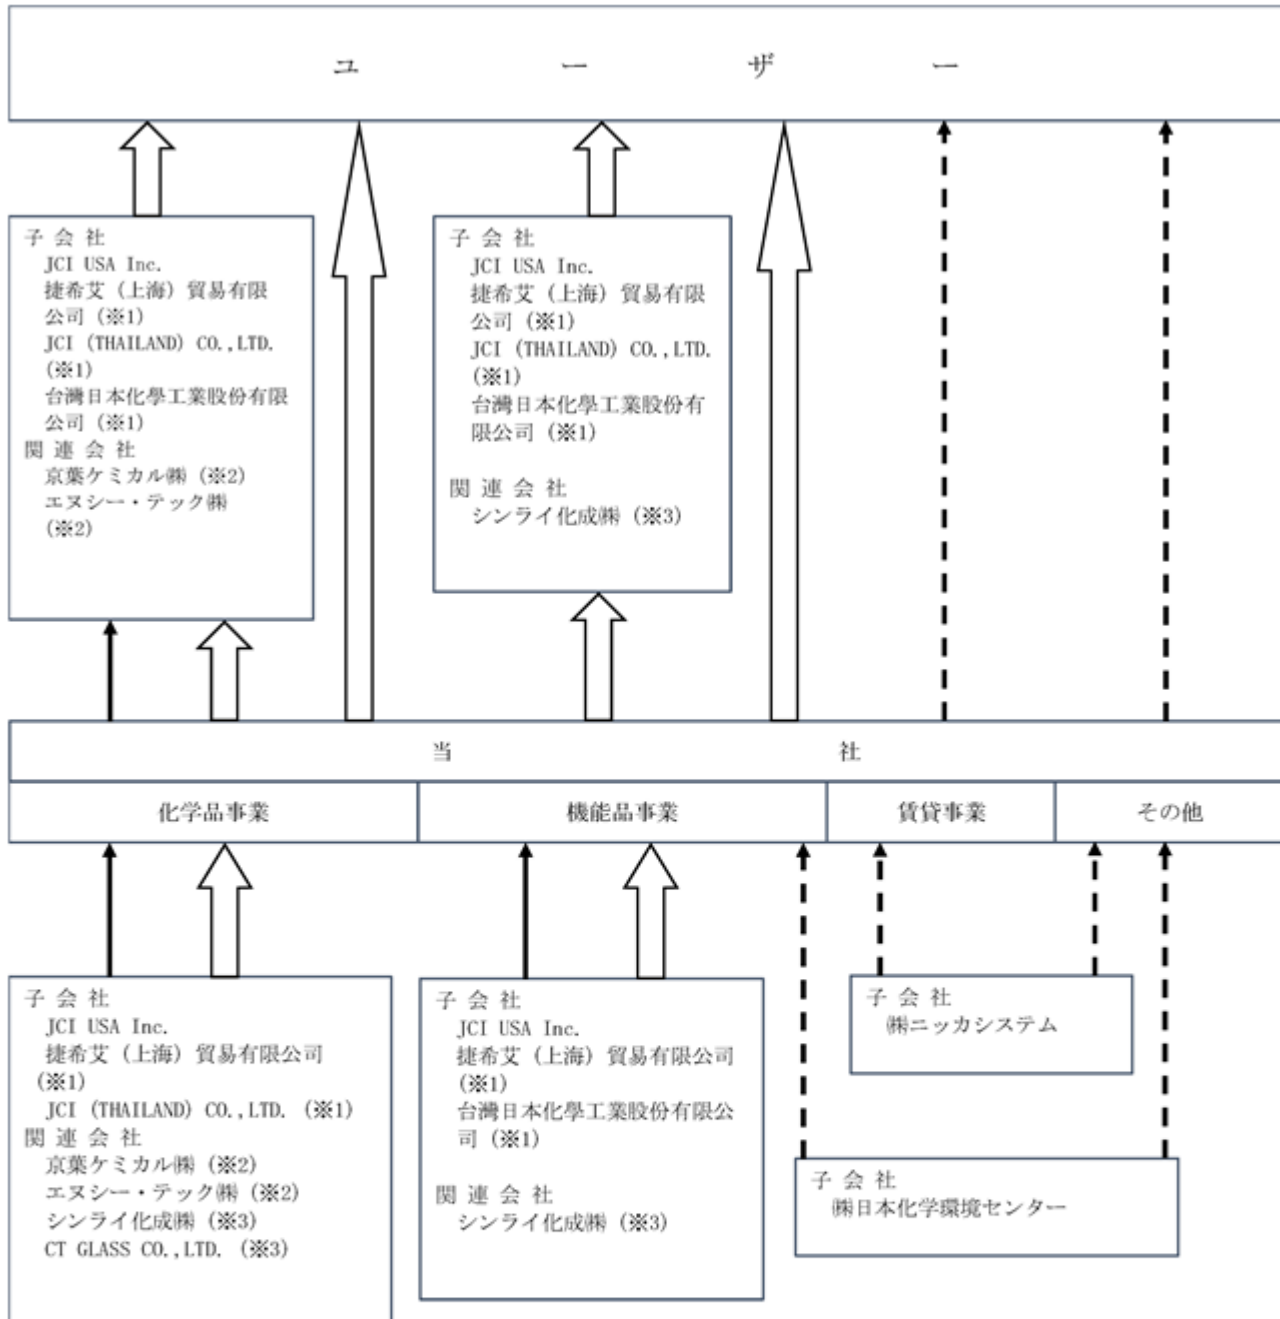 ユーザー
子 会 社
JCI USA Inc.
捷希艾（上海）貿易有限
公司（※1）
JCI (THAILAND) CO.,LTD.
（※1）
台灣日本化學工業股份有限
公司（※1）
関 連 会 社
京葉ケミカル㈱（※2）
エヌシー・テック㈱
（※2）
子 会 社
JCI USA Inc.
捷希艾（上海）貿易有限
公司（※1）
JCI (THAILAND) CO.,LTD.
（※1）
台灣日本化學工業股份有
限公司（※1）
関 連 会 社
シンライ化成㈱（※3）
当社
化学品事業
機能品事業
賃貸事業
その他
子 会 社
JCI USA Inc.
捷希艾（上海）貿易有限公司
（※1）
JCI (THAILAND) CO.,LTD.（※1）
関 連 会 社
京葉ケミカル㈱（※2）
エヌシー・テック㈱（※2）
シンライ化成㈱（※3）
CT GLASS CO.,LTD.（※3）
子 会 社
JCI USA Inc.
捷希艾（上海）貿易有限公司
（※1）
台灣日本化學工業股份有限公
司（※1）
関 連 会 社
シンライ化成㈱（※3）
子 会 社
㈱ニッカシステム
子 会 社
㈱日本化学環境センター